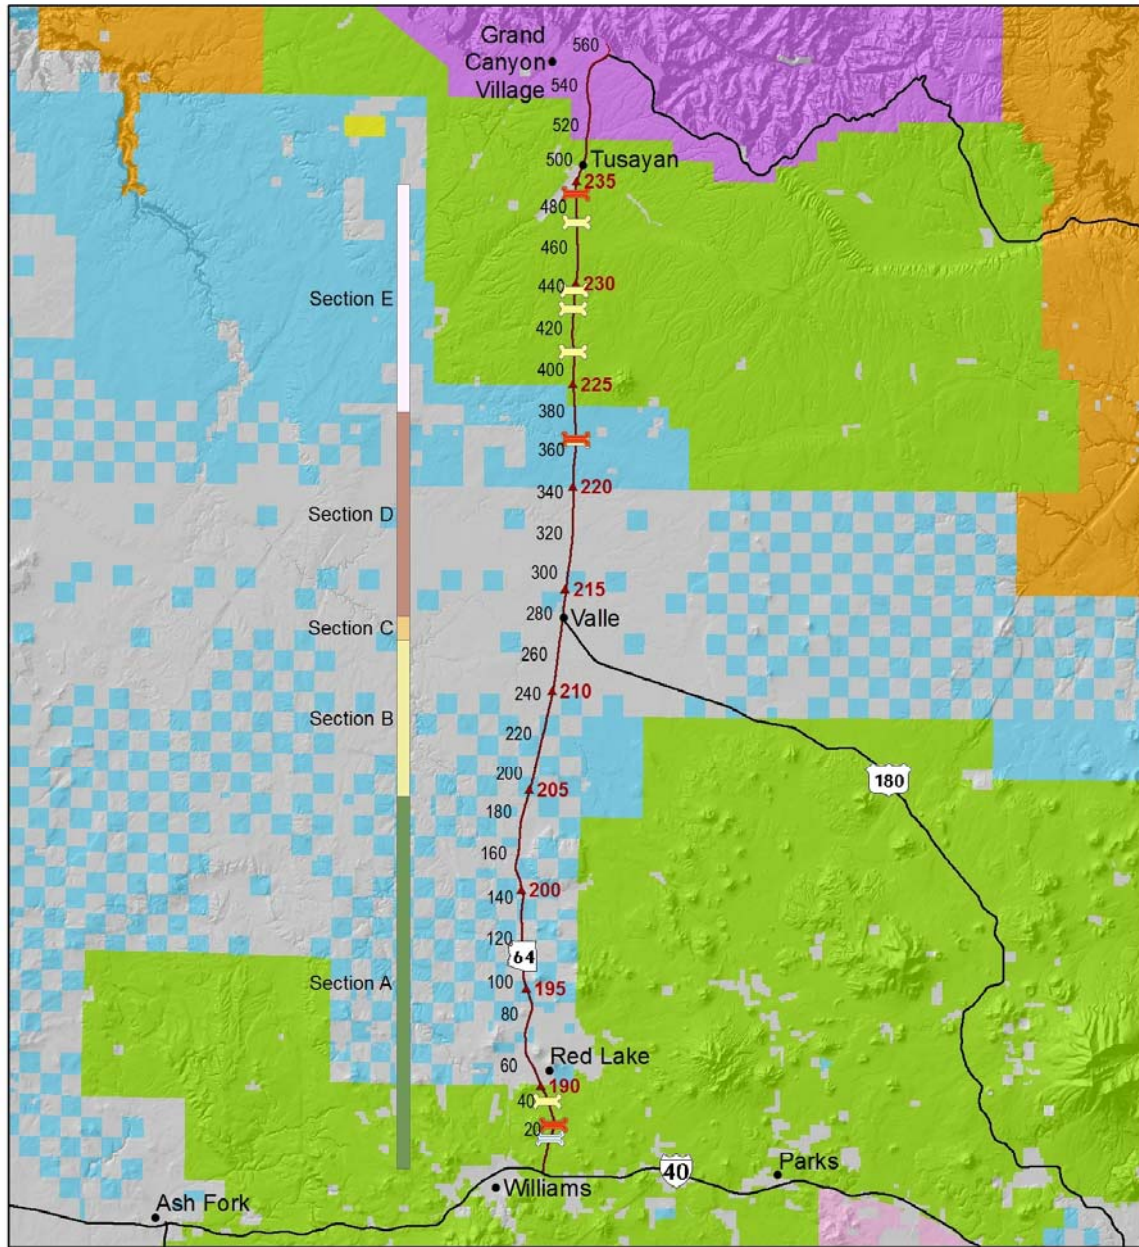 Grand
Canyon
Village
560
540
520
500
Tusayan
235
480
460
Section E
440
230
420
400
225
380
360
340
220
Section D
320
300
215
280
Valle
Section C
260
240
210
Section B
220
200
205
180
180
160
140
200
120
64
Section A
100
195
80
Red Lake
60
190
40
20
40
Parks
Williams
Ash Fork